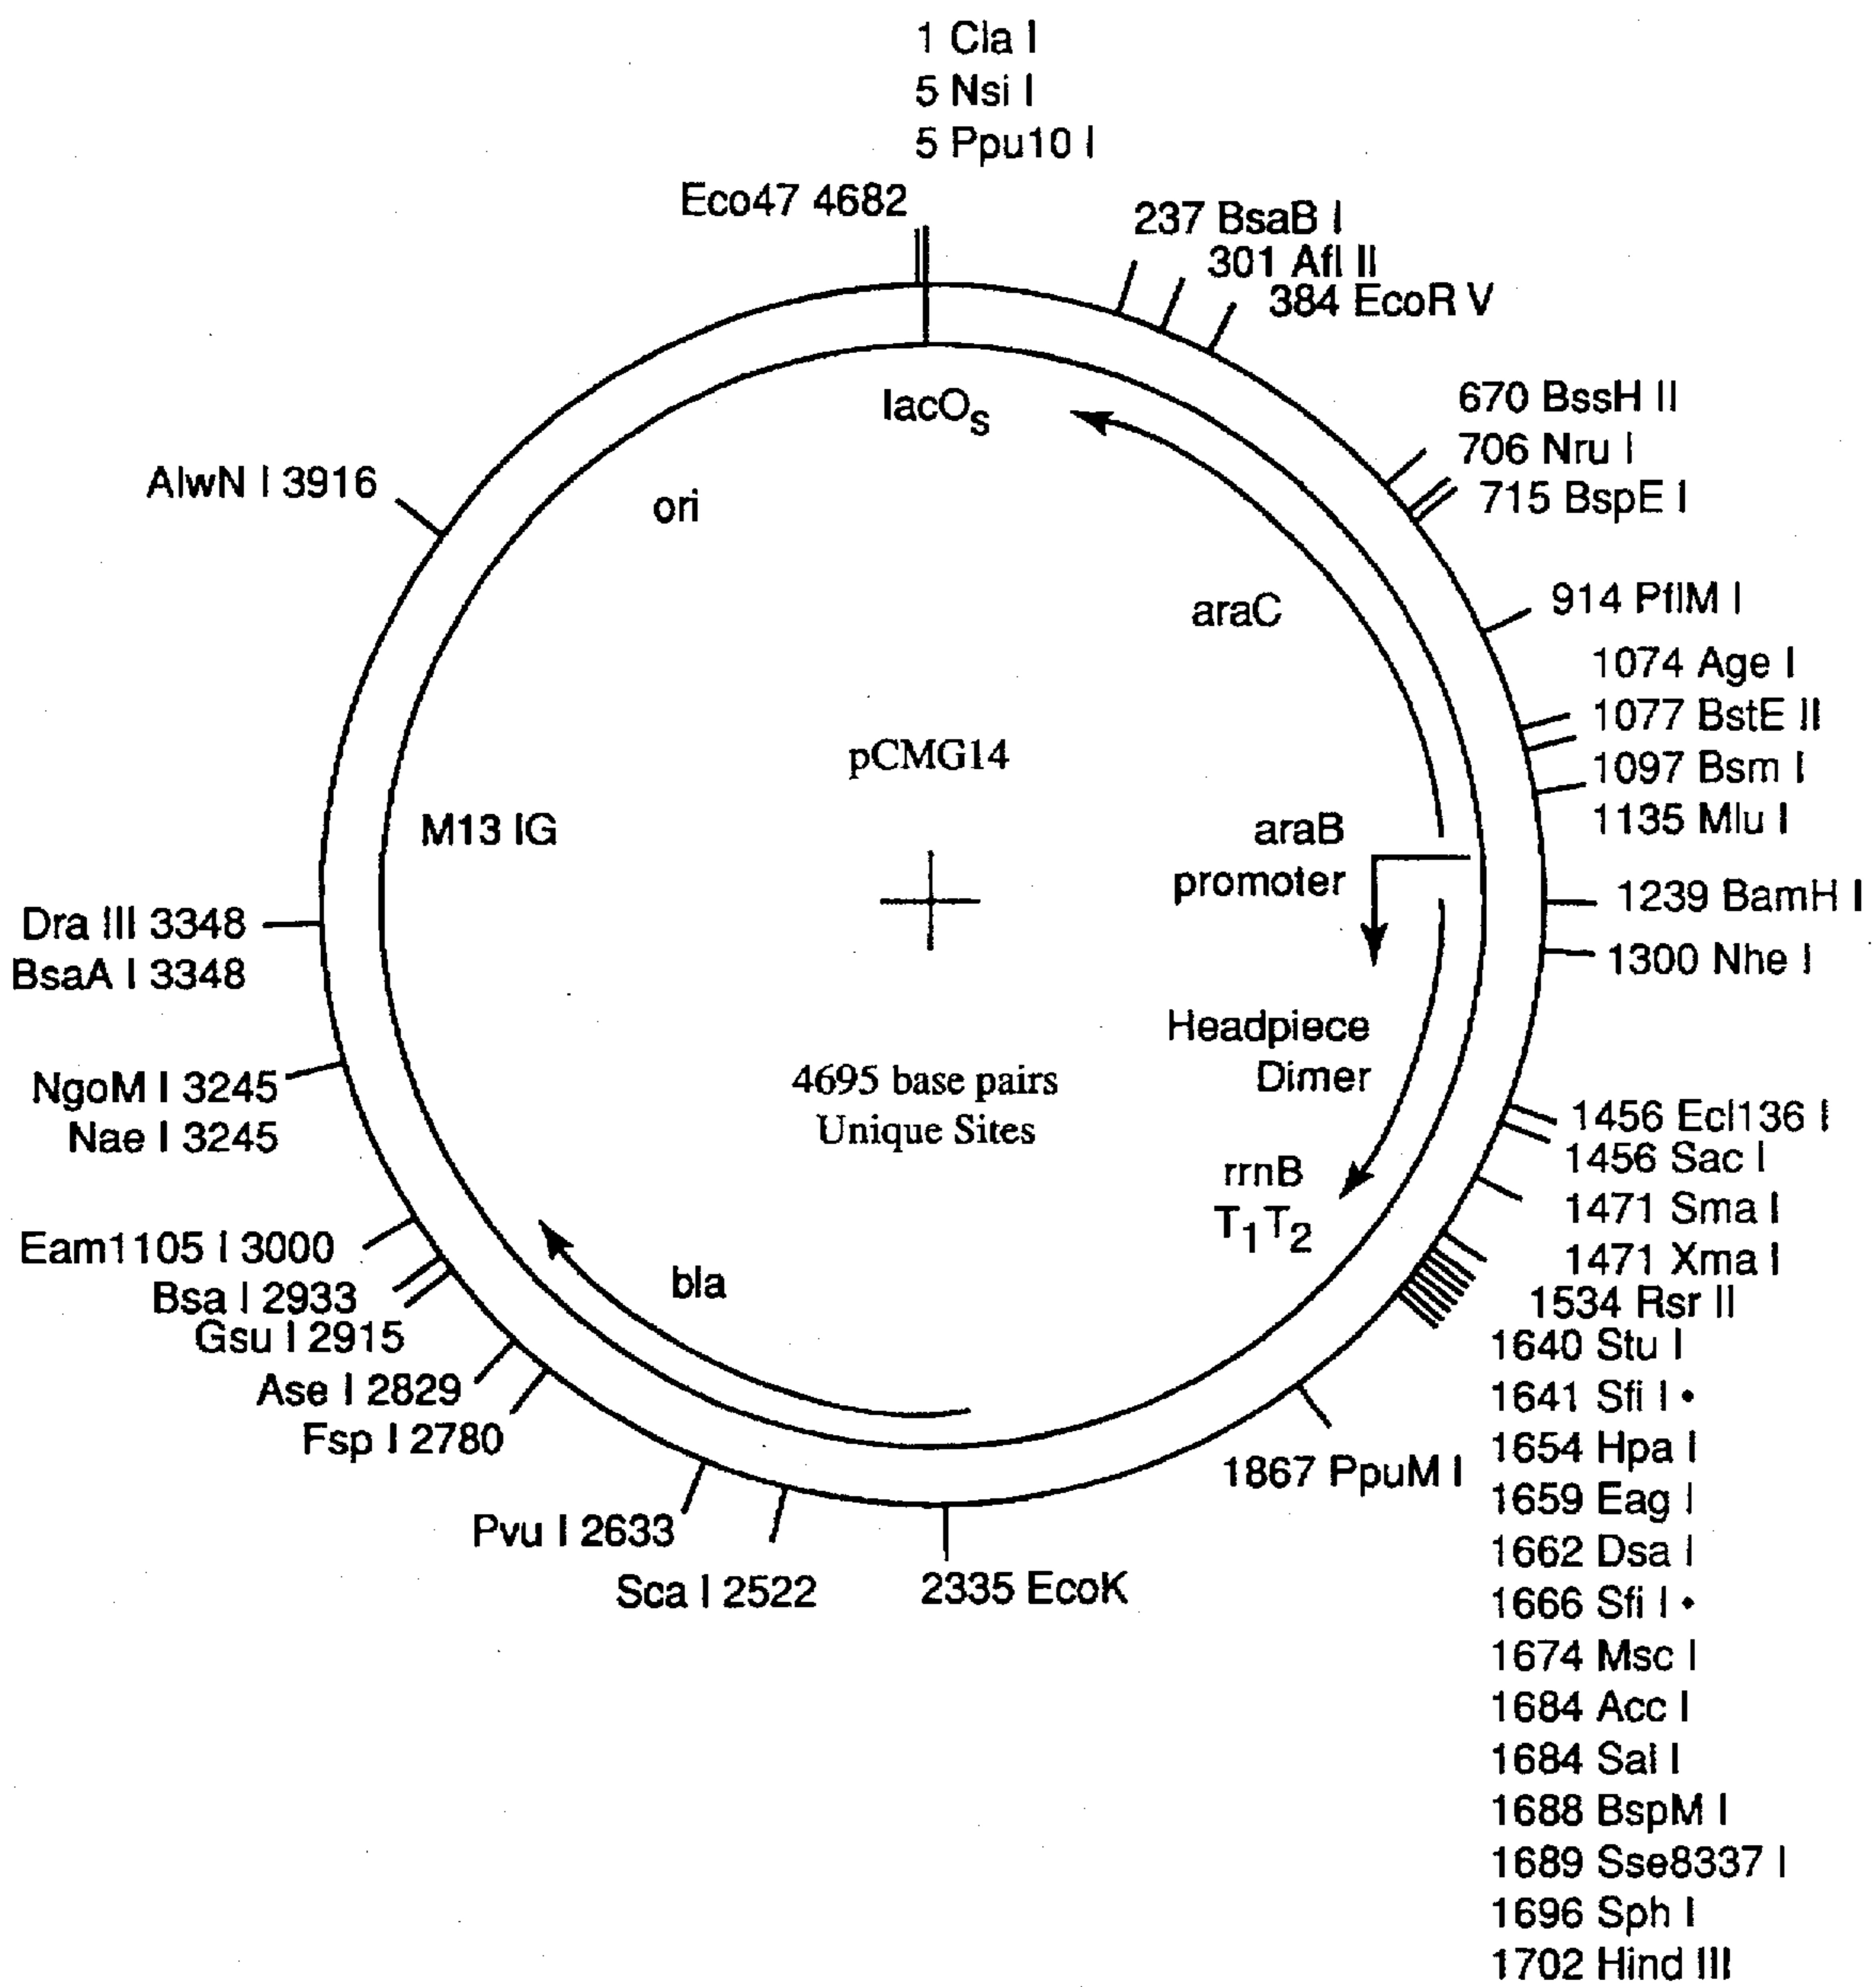 1 Cla I
5 Nsi I
5 Ppu10 I
Eco47 4682
237 BsaB I
301 Afl II
384 EcoR V
670 BssH II
706 Nru I
715 BspE I
914 PflM I
1074 Age I
1077 BstE II
1097 Bsm I
1135 Mlu I
1239 BamH I
1300 Nhe I
1456 Ecl136 I
1456 Sac I
1471 Sma I
1471 Xma I
1534 Rsr II
1640 Stu I
1641 Sfi I •
1654 Hpa I
1659 Eag I
1662 Dsa I
1666 Sfi I •
1674 Msc I
1684 Acc I
1684 Sal I
1688 BspM I
1689 Sse8337 I
1696 Sph I
1702 Hind III
1867 PpuM I
2335 EcoK
Sca I 2522
Pvu I 2633
Fsp I 2780
Ase I 2829
Gsu I 2915
Bsa I 2933
Eam1105 I 3000
Nae I 3245
NgoM I 3245
BsaA I 3348
Dra III 3348
AlwN I 3916
lacOs
ori
araC
pCMG14
M13 IG
araB
promoter
Headpiece
Dimer
4695 base pairs
Unique Sites
rrnB
T1T2
bla